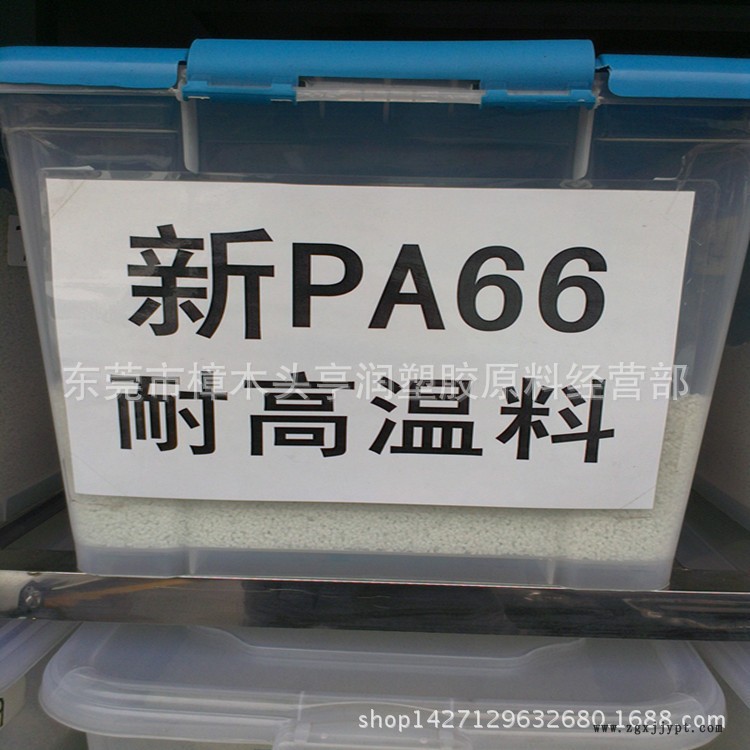 新PA66
东莞市樟木头亨润塑胶原料经营部
耐高温料
shop1427129632680.1688.com
www.zgxjjypt.com